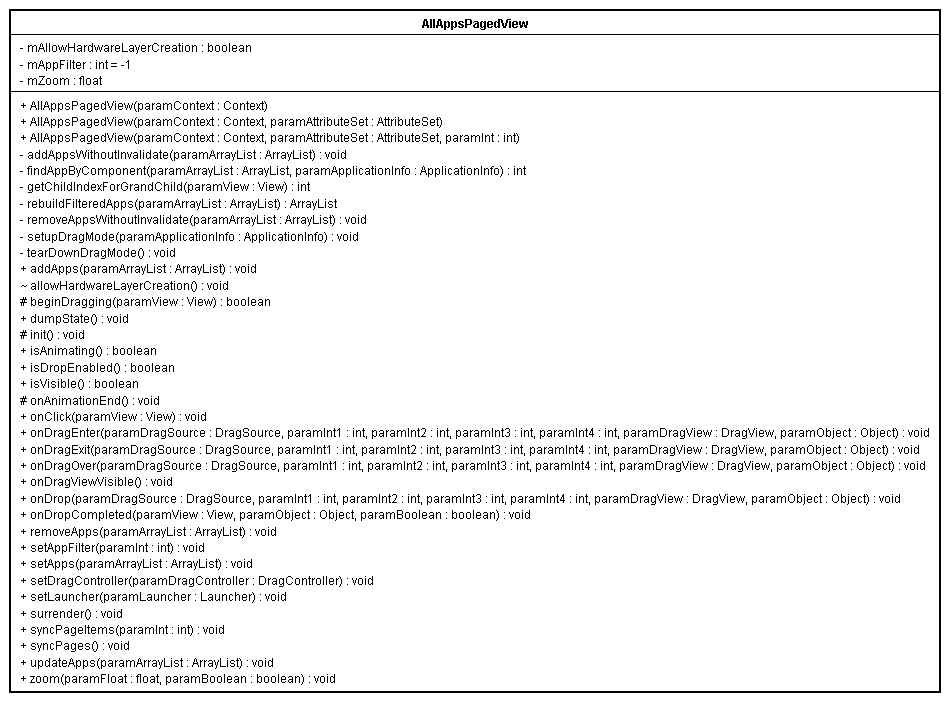 AllAppsPagedView
- mAllowHardwareLayerCreation : boolean
- mAppFilter : int = -1
- mZoom : float
+ AllAppsPagedView(paramContext : Context)
+ AllAppsPagedView(paramContext : Context, paramAttributeSet : AttributeSet)
+ AllAppsPagedView(paramContext : Context, paramAttributeSet : AttributeSet, paramInt : int)
- addAppsWithoutInvalidate(paramArrayList : ArrayList) : void
- findAppByComponent(paramArrayList : ArrayList, paramApplicationInfo : ApplicationInfo) : int
- getChildIndexForGrandChild(paramView : View) : int
- rebuildFilteredApps(paramArrayList : ArrayList) : ArrayList
- removeAppsWithoutInvalidate(paramArrayList : ArrayList) : void
- setupDragMode(paramApplicationInfo : ApplicationInfo) : void
- tearDownDragMode() : void
+ addApps(paramArrayList : ArrayList) : void
~ allowHardwareLayerCreation() : void
# beginDragging(paramView : View) : boolean
+ dumpState() : void
# init() : void
+ isAnimating() : boolean
+ isDropEnabled() : boolean
+ isVisible() : boolean
# onAnimationEnd() : void
+ onClick(paramView : View) : void
+ onDragEnter(paramDragSource : DragSource, paramInt1 : int, paramInt2 : int, paramInt3 : int, paramInt4 : int, paramDragView : DragView, paramObject : Object) : void
+ onDragExit(paramDragSource : DragSource, paramInt1 : int, paramInt2 : int, paramInt3 : int, paramInt4 : int, paramDragView : DragView, paramObject : Object) : void
+ onDragOver(paramDragSource : DragSource, paramInt1 : int, paramInt2 : int, paramInt3 : int, paramInt4 : int, paramDragView : DragView, paramObject : Object) : void
+ onDragViewVisible() : void
+ onDrop(paramDragSource : DragSource, paramInt1 : int, paramInt2 : int, paramInt3 : int, paramInt4 : int, paramDragView : DragView, paramObject : Object) : void
+ onDropCompleted(paramView : View, paramObject : Object, paramBoolean : boolean) : void
+ removeApps(paramArrayList : ArrayList) : void
+ setAppFilter(paramInt : int) : void
+ setApps(paramArrayList : ArrayList) : void
+ setDragController(paramDragController : DragController) : void
+ setLauncher(paramLauncher : Launcher) : void
+ surrender() : void
+ syncPageItems(paramInt : int) : void
+ syncPages() : void
+ updateApps(paramArrayList : ArrayList) : void
+ zoom(paramFloat : float, paramBoolean : boolean) : void